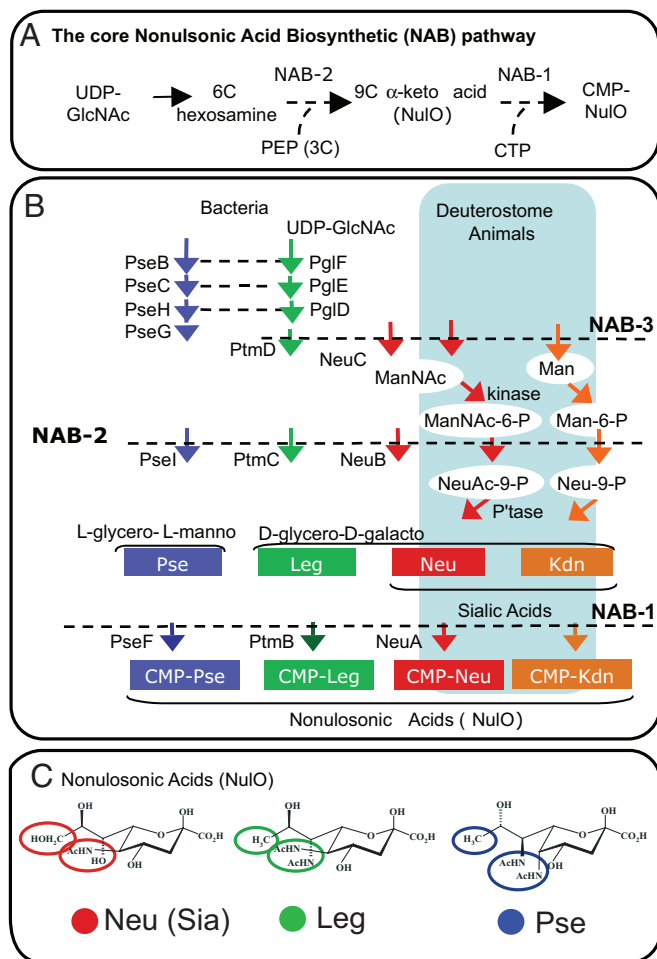 A The core Nonulsonic Acid Biosynthetic (NAB) pathway
UDP-GlcNAc
6C hexosamine
NAB-2
PEP (3C)
9C α-keto acid (NulO)
NAB-1
CTP
CMP-NulO
B
Bacteria
Deuterostome
Animals
UDP-GlcNAc
PseB PglF
PseC PglE
PseH PglD
PseG
PtmD
NeuC
NAB-3
ManNAc
Man
kinase
ManNAc-6-P Man-6-P
NAB-2
PseI PtmC NeuB
NeuAc-9-P Neu-9-P
P'tase
L-glycero- L-manno D-glycero-D-galacto
Pse Leg Neu Kdn
Sialic Acids
NAB-1
PseF PtmB NeuA
CMP-Pse CMP-Leg CMP-Neu CMP-Kdn
Nonulosonic Acids ( NulO)
C Nonulosonic Acids (NulO)
OH OH
HOH₂C O CO₂H
AcHN
HO OH
OH OH
H₃C O CO₂H
AcHN
AcHN OH
OH OH
H₃C O CO₂H
AcHN OH
AcHN
Neu (Sia) Leg Pse